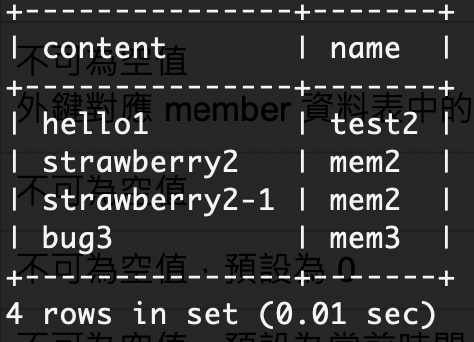 +---------------+-------+
| content       | name  |
不可為空值
+---------------+-------+
外鍵對應 member 資料表中的
| hello1        | test2 |
| strawberry2   | mem2  |
不可為空值
| strawberry2-1 | mem2  |
| bug3          | mem3  |
不可為空值，預設為 0
+---------------+-------+
4 rows in set (0.01 sec)
不可為空值，預設為當前時間